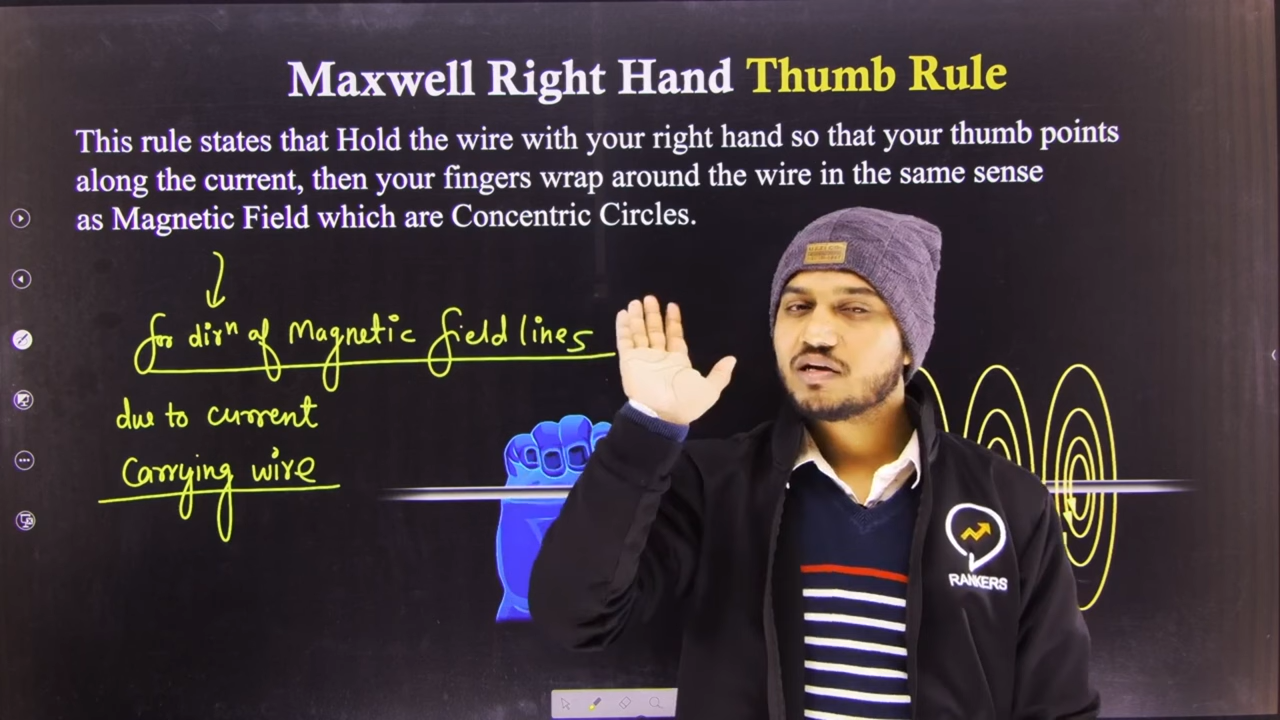 Maxwell Right Hand Thumb Rule
This rule states that Hold the wire with your right hand so that your thumb points
along the current, then your fingers wrap around the wire in the same sense
as Magnetic Field which are Concentric Circles.
for dirⁿ of Magnetic field lines
due to current
Carrying wire
RANKERS